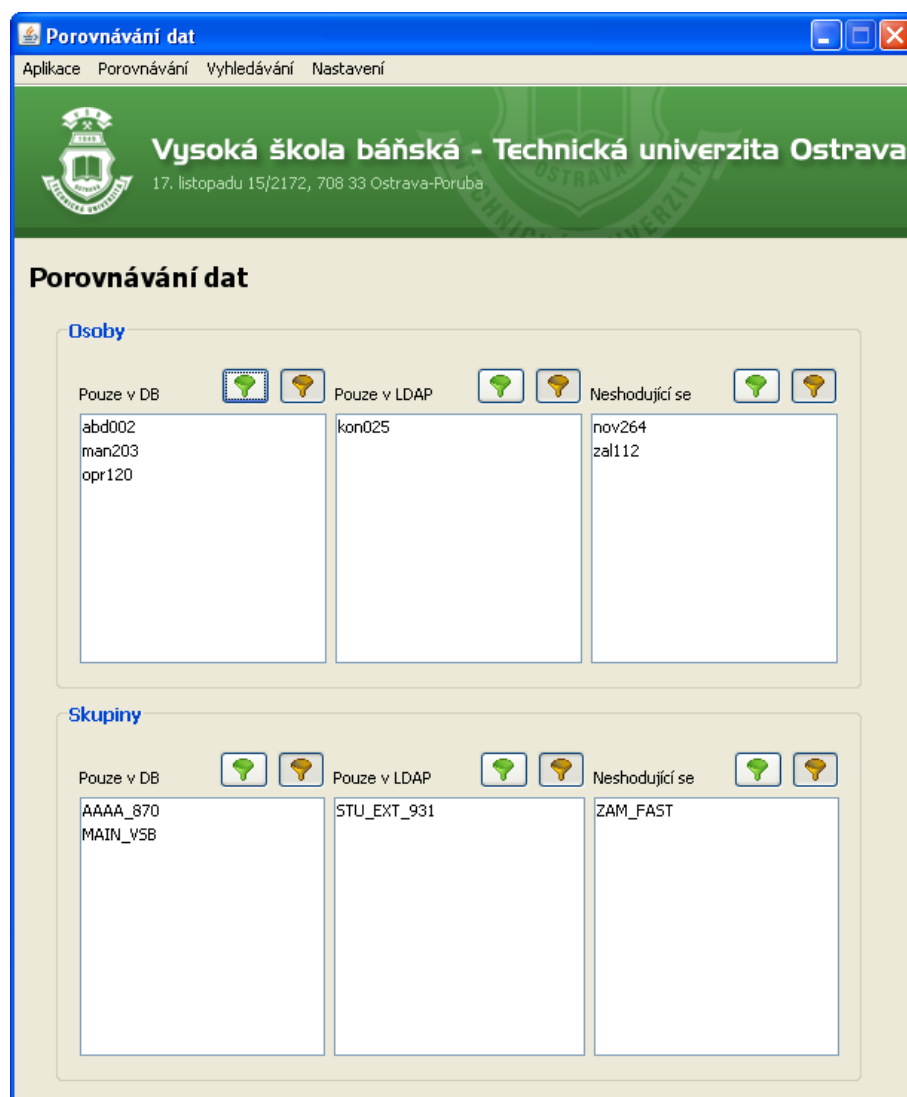 Porovnávání dat
Aplikace Porovnávání Vyhledávání Nastavení
Vysoká škola báňská - Technická univerzita Ostrava
17. listopadu 15/2172, 708 33 Ostrava-Poruba
Porovnávání dat
Osoby
Pouze v DB Pouze v LDAP Neshodující se
abd002 kon025 nov264
man203 zal112
opr120
Skupiny
Pouze v DB Pouze v LDAP Neshodující se
AAAA_870 STU_EXT_931 ZAM_FAST
MAIN_VSB